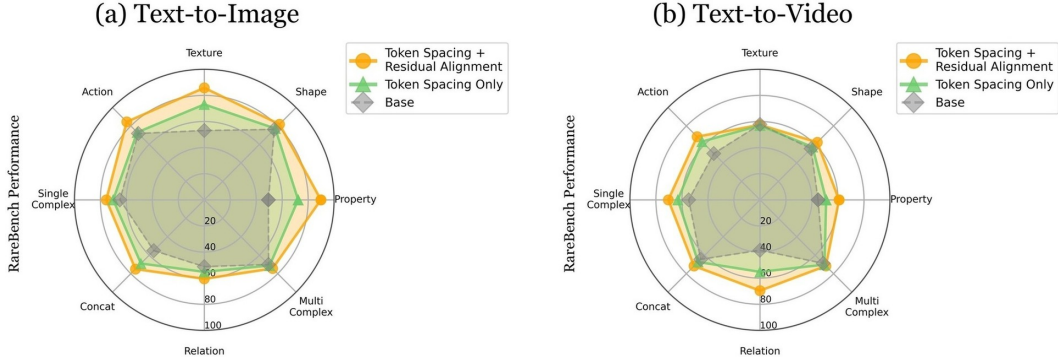 (a) Text-to-Image
Texture
Action
Shape
RareBench Performance
Single
Complex
Property
20
40
60
80
100
Concat
Multi
Complex
Relation
Token Spacing +
Residual Alignment
Token Spacing Only
Base
(b) Text-to-Video
Texture
Action
Shape
RareBench Performance
Single
Complex
Property
20
40
60
80
100
Concat
Multi
Complex
Relation
Token Spacing +
Residual Alignment
Token Spacing Only
Base